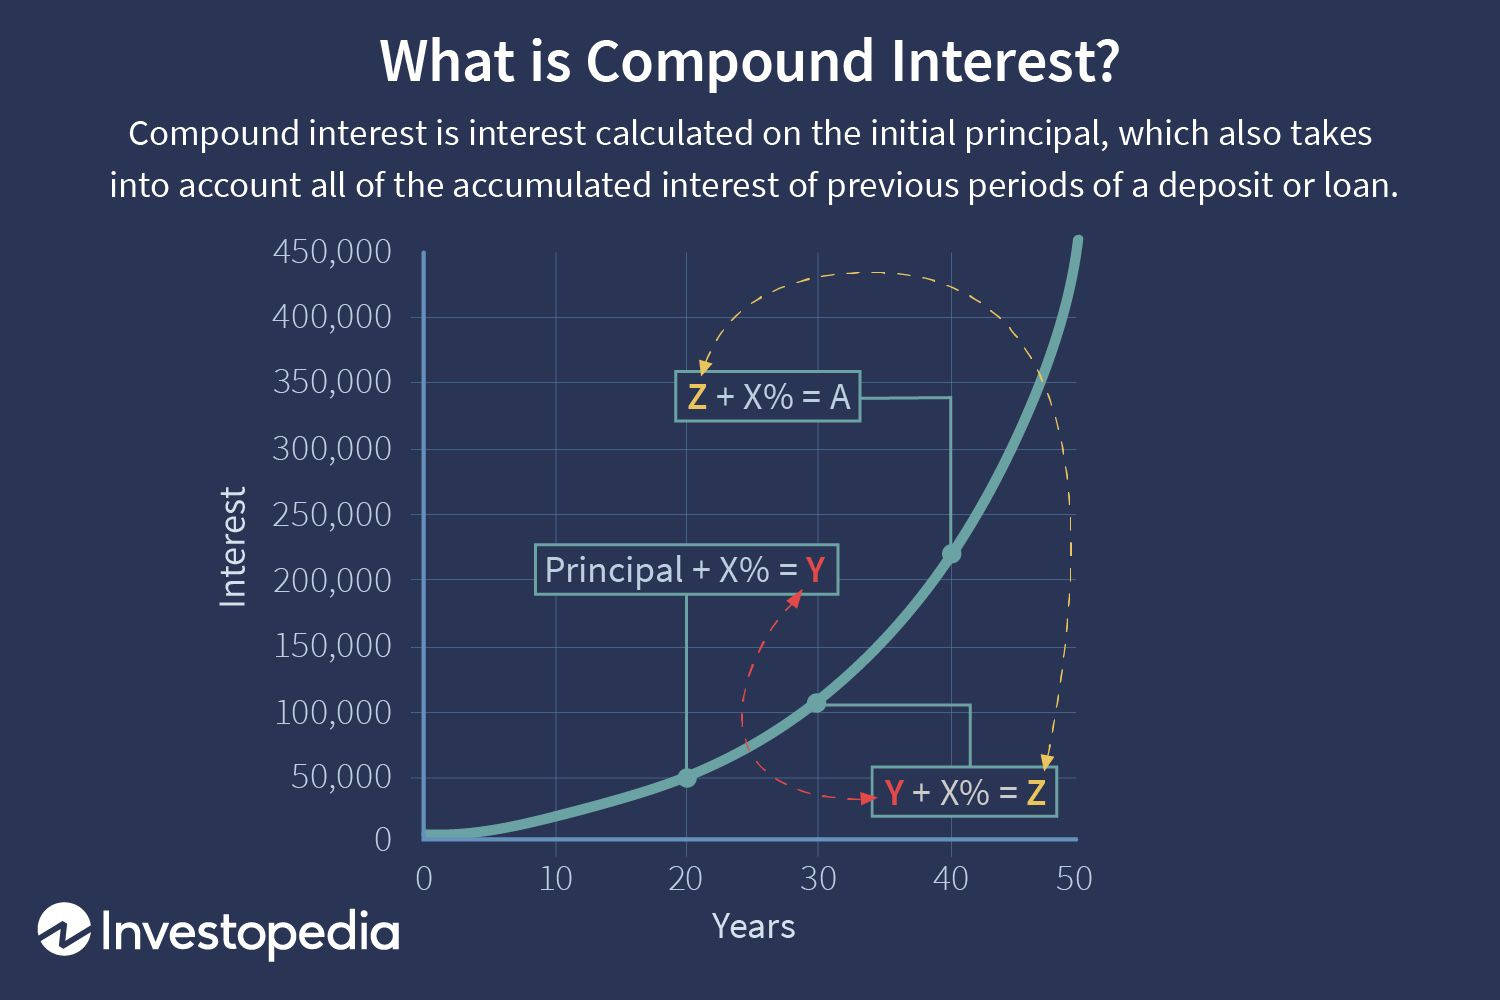 What is Compound Interest?
Compound interest is interest calculated on the initial principal, which also takes
into account all of the accumulated interest of previous periods of a deposit or loan.
450,000
400,000
350,000
300,000
250,000
200,000
150,000
100,000
50,000
0
Interest
Z + X% = A
Principal + X% = Y
Y + X% = Z
0 10 20 30 40 50
Years
Investopedia